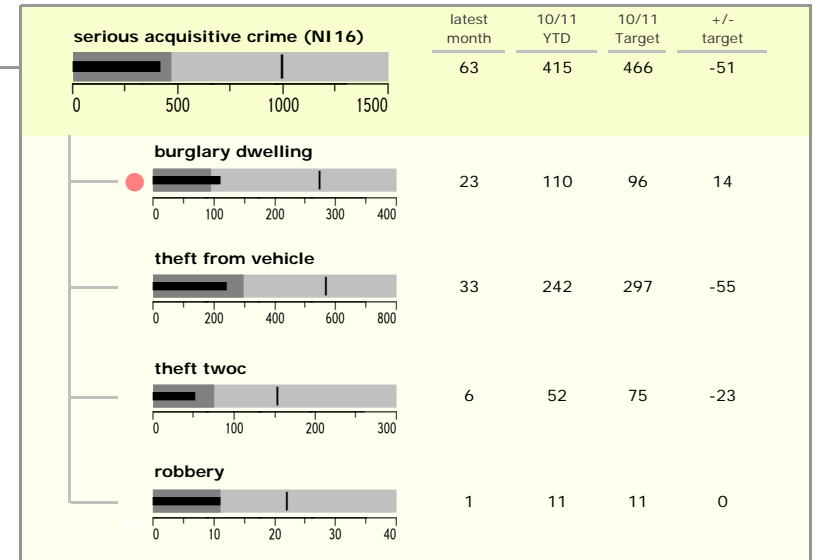 latest 10/11 10/11 +/-
month YTD Target target
serious acquisitive crime (NI16)
63 415 466 -51
0 500 1000 1500
burglary dwelling
23 110 96 14
0 100 200 300 400
theft from vehicle
33 242 297 -55
0 200 400 600 800
theft twoc
6 52 75 -23
0 100 200 300
robbery
1 11 11 0
0 10 20 30 40